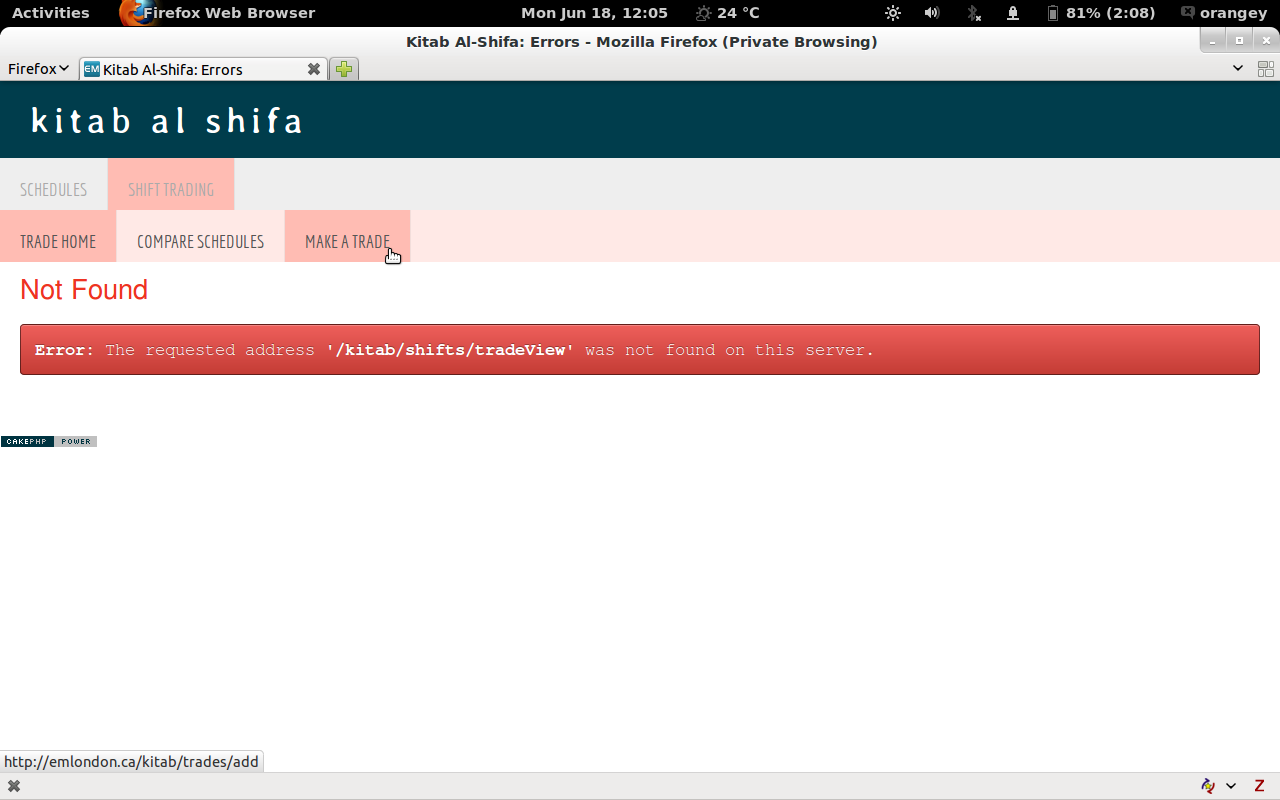 Activities Firefox Web Browser Mon Jun 18, 12:05 24 °C 81% (2:08) orangey
Kitab Al-Shifa: Errors - Mozilla Firefox (Private Browsing)
Firefox EM Kitab Al-Shifa: Errors
kitab al shifa
SCHEDULES SHIFT TRADING
TRADE HOME COMPARE SCHEDULES MAKE A TRADE
Not Found
Error: The requested address '/kitab/shifts/tradeView' was not found on this server.
CAKEPHP POWER
http://emlondon.ca/kitab/trades/add
Z